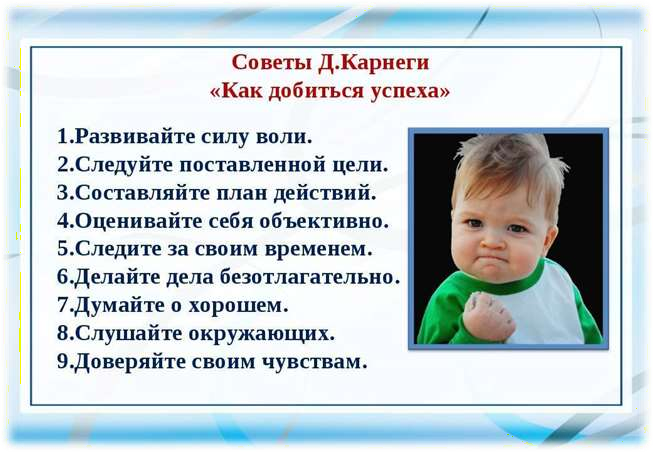 Советы Д.Карнеги
«Как добиться успеха»
1.Развивайте силу воли.
2.Следуйте поставленной цели.
3.Составляйте план действий.
4.Оценивайте себя объективно.
5.Следите за своим временем.
6.Делайте дела безотлагательно.
7.Думайте о хорошем.
8.Слушайте окружающих.
9.Доверяйте своим чувствам.